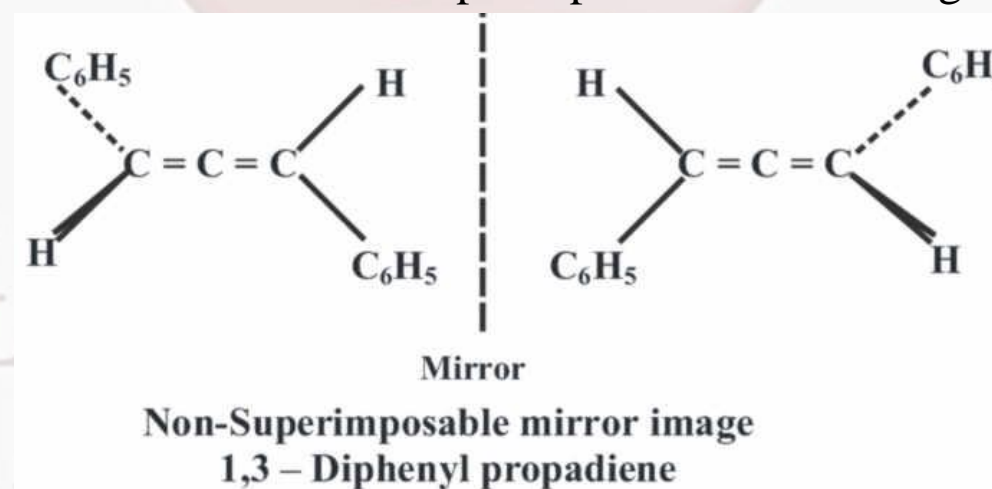 C₆H₅ H H C₆H
C = C = C C = C = C
H C₆H₅ C₆H₅ H
Mirror
Non-Superimposable mirror image
1,3 – Diphenyl propadiene